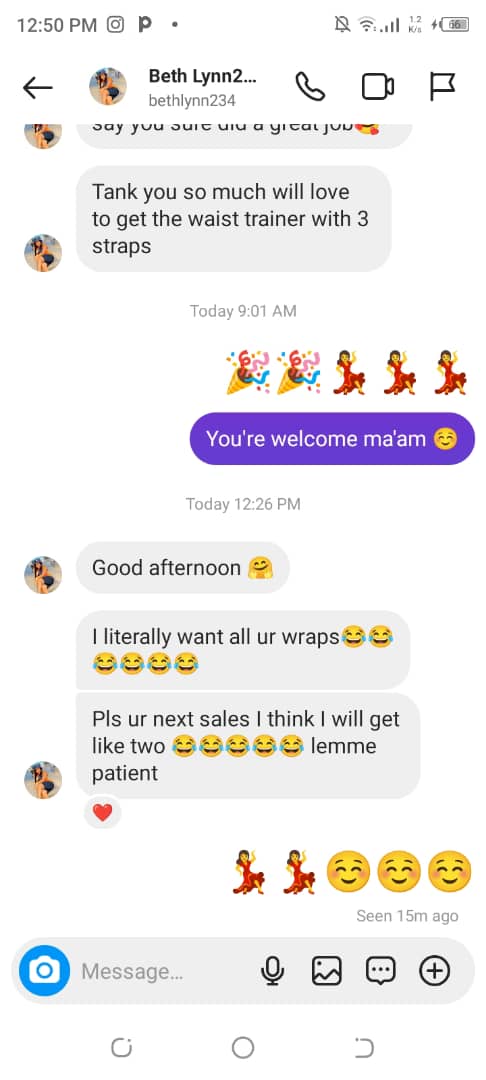 12:50 PM
1.2
K/s
66
Beth Lynn2...
bethlynn234
say you sure did a great job🥰
Tank you so much will love
to get the waist trainer with 3
straps
Today 9:01 AM
🎉🎉💃💃💃
You're welcome ma'am ☺️
Today 12:26 PM
Good afternoon 🤗
I literally want all ur wraps😂😂
😂😂😂😂
Pls ur next sales I think I will get
like two 😂😂😂😂😂 lemme
patient
❤️
💃💃☺️☺️☺️
Seen 15m ago
Message...